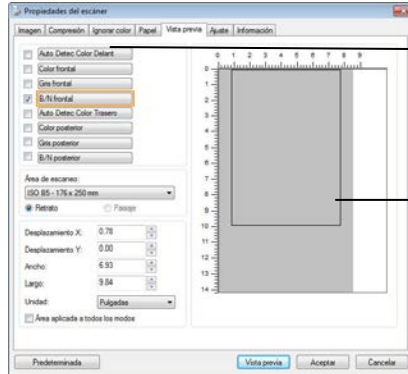 Propiedades del escáner
Imagen Compresión Ignorar color Papel Vista previa Ajuste Información
Auto Detec Color Delant
Color frontal
Gris frontal
B/N frontal
Auto Detec Color Trasero
Color posterior
Gris posterior
B/N posterior
Área de escaneo:
ISO B5 - 176 x 250 mm
Retrato Paisaje
Desplazamiento X: 0.78
Desplazamiento Y: 0.00
Ancho: 6.93
Largo: 9.84
Unidad: Pulgadas
Área aplicada a todos los modos
0 1 2 3 4 5 6 7 8 9
0
1
2
3
4
5
6
7
8
9
10
11
12
13
14
Predeterminada Vista previa Aceptar Cancelar